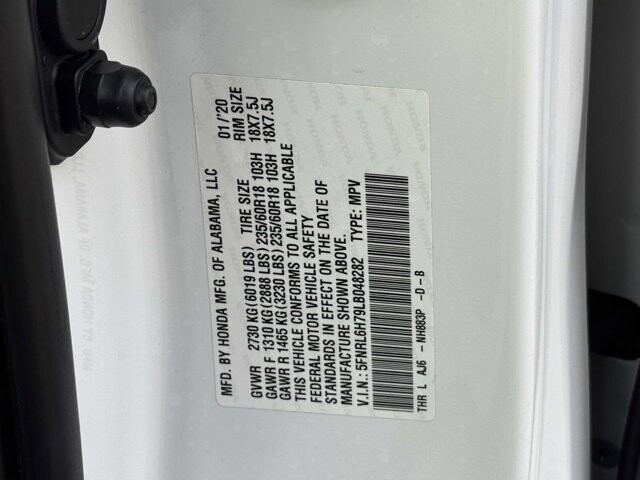 MFD. BY HONDA MFG. OF ALABAMA, LLC 01/'20
TIRE SIZE RIM SIZE
GVWR 2730 KG(6019 LBS)
GAWR F 1310 KG(2888 LBS) 235/60R18 103H 18X7.5J
GAWR R 1465 KG(3230 LBS) 235/60R18 103H 18X7.5J
THIS VEHICLE CONFORMS TO ALL APPLICABLE
FEDERAL MOTOR VEHICLE SAFETY
STANDARDS IN EFFECT ON THE DATE OF
MANUFACTURE SHOWN ABOVE.
V.I.N.: 5FNRL6H79LB048282 TYPE: MPV
THR L AJ6 - NH883P - D - B